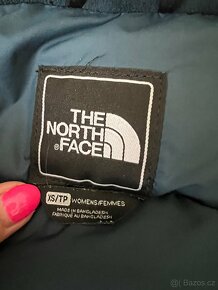 THE
NORTH
FACE
®
XS/TP WOMENS/FEMMES
MADE IN BANGLADESH
FABRIQUÉ AU BANGLADESH
Bazos.cz